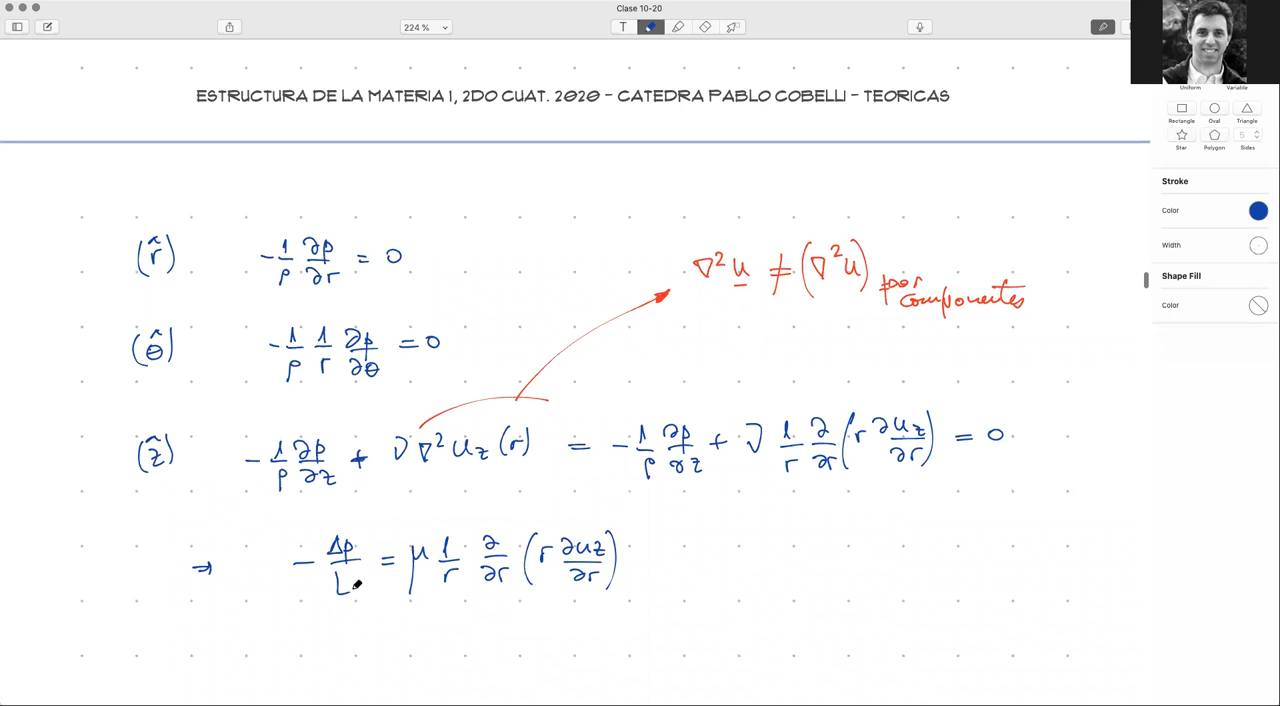 Clase 10-20
224 %
T
Uniform Variable
Rectangle Oval Triangle
5
Star Polygon Sides
Stroke
Color
Width
Shape Fill
Color
ESTRUCTURA DE LA MATERIA 1, 2DO CUAT. 2020 - CATEDRA PABLO COBELLI - TEORICAS
(r̂) -1/ρ ∂p/∂r = 0
∇²u ≠ (∇²u) por componentes
(θ̂) -1/ρ 1/r ∂p/∂θ = 0
(ẑ) -1/ρ ∂p/∂z + ν∇²u_z(r) = -1/ρ ∂p/∂z + ν 1/r ∂/∂r (r ∂u_z/∂r) = 0
⇒ -Δp/L = μ 1/r ∂/∂r (r ∂u_z/∂r)